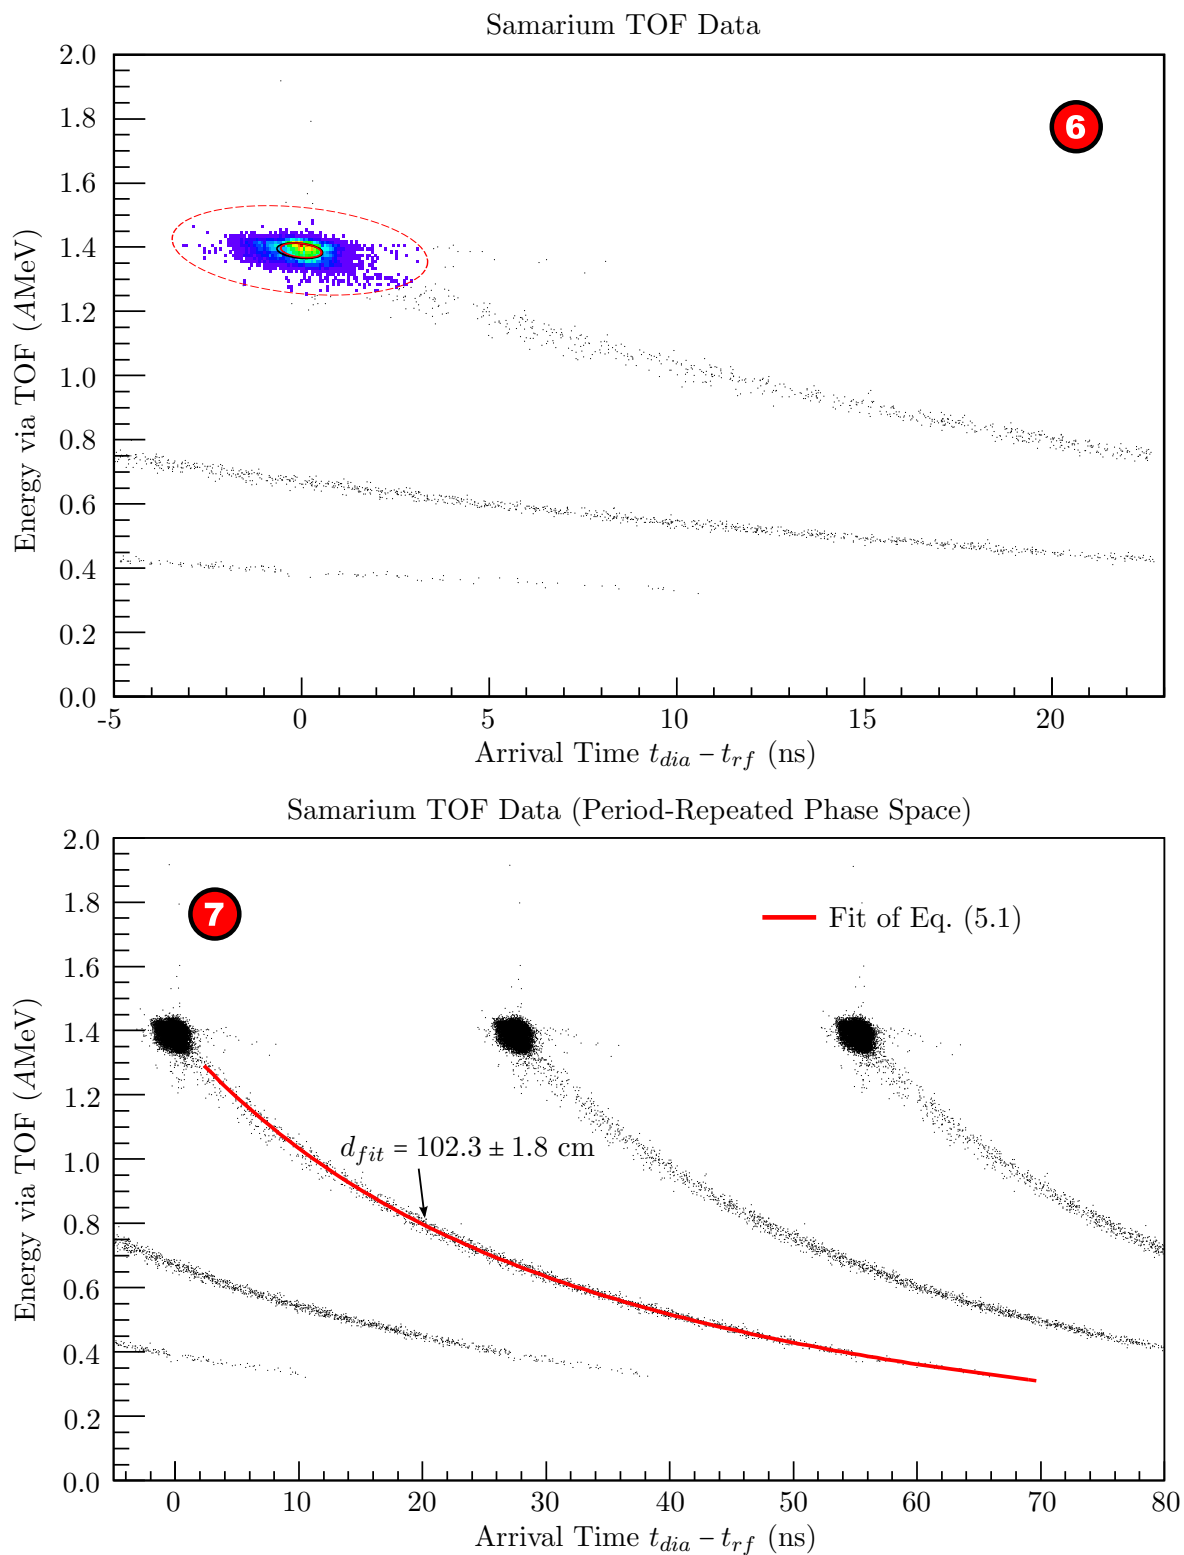 Samarium TOF Data
2.0
1.8
1.6
1.4
1.2
1.0
0.8
0.6
0.4
0.2
0.0
Energy via TOF (AMeV)
6
-5 0 5 10 15 20
Arrival Time t_dia − t_rf (ns)
Samarium TOF Data (Period-Repeated Phase Space)
2.0
1.8
1.6
1.4
1.2
1.0
0.8
0.6
0.4
0.2
0.0
Energy via TOF (AMeV)
7
Fit of Eq. (5.1)
d_fit = 102.3 ± 1.8 cm
0 10 20 30 40 50 60 70 80
Arrival Time t_dia − t_rf (ns)